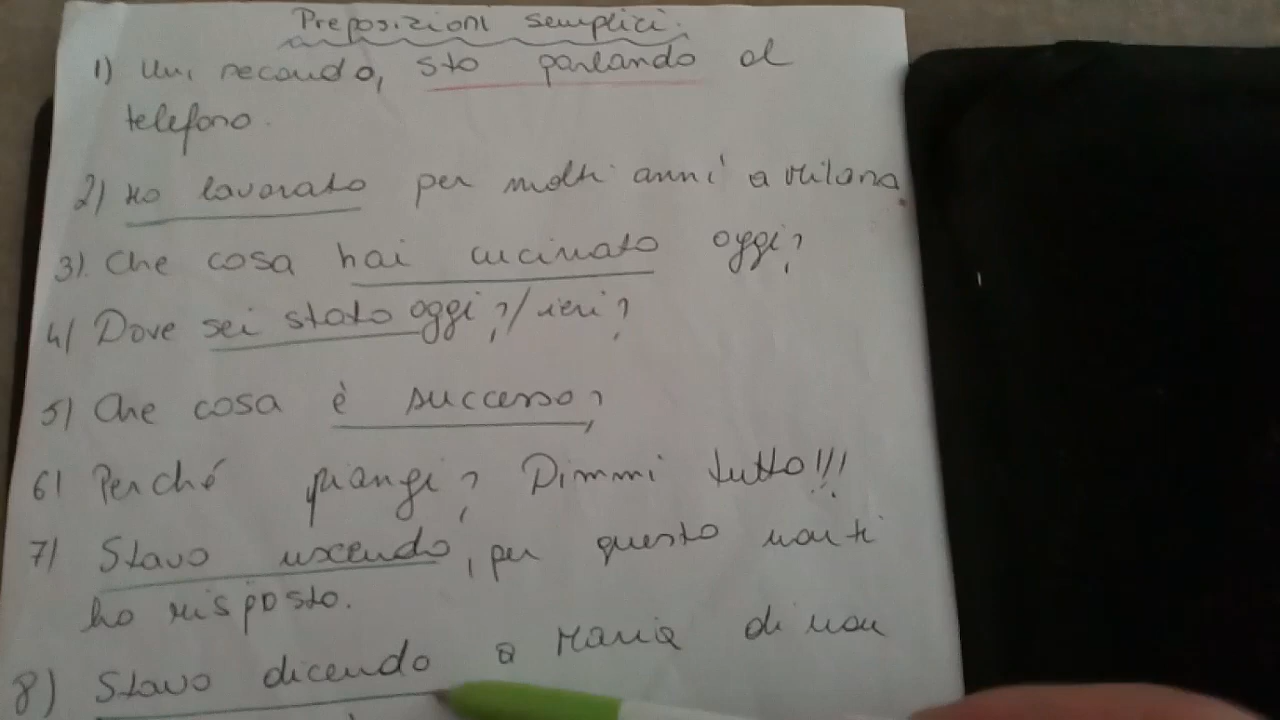 Preposizioni semplici.
1) Un secondo, sto parlando al
telefono.
2) Ho lavorato per molti anni a Milano.
3) Che cosa hai cucinato oggi?
4) Dove sei stato oggi?/ieri?
5) Che cosa è successo?
6) Perché piangi? Dimmi tutto!!!
7) Stavo uscendo, per questo non ti
ho risposto.
8) Stavo dicendo a Maria di non